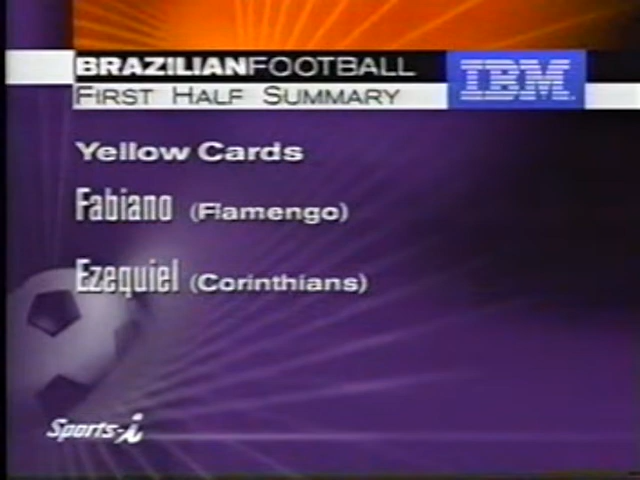 BRAZILIANFOOTBALL
IBM
FIRST HALF SUMMARY
Yellow Cards
Fabiano (Flamengo)
Ezequiel (Corinthians)
Sports-i